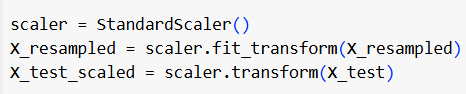 scaler = StandardScaler()
X_resampled = scaler.fit_transform(X_resampled)
X_test_scaled = scaler.transform(X_test)